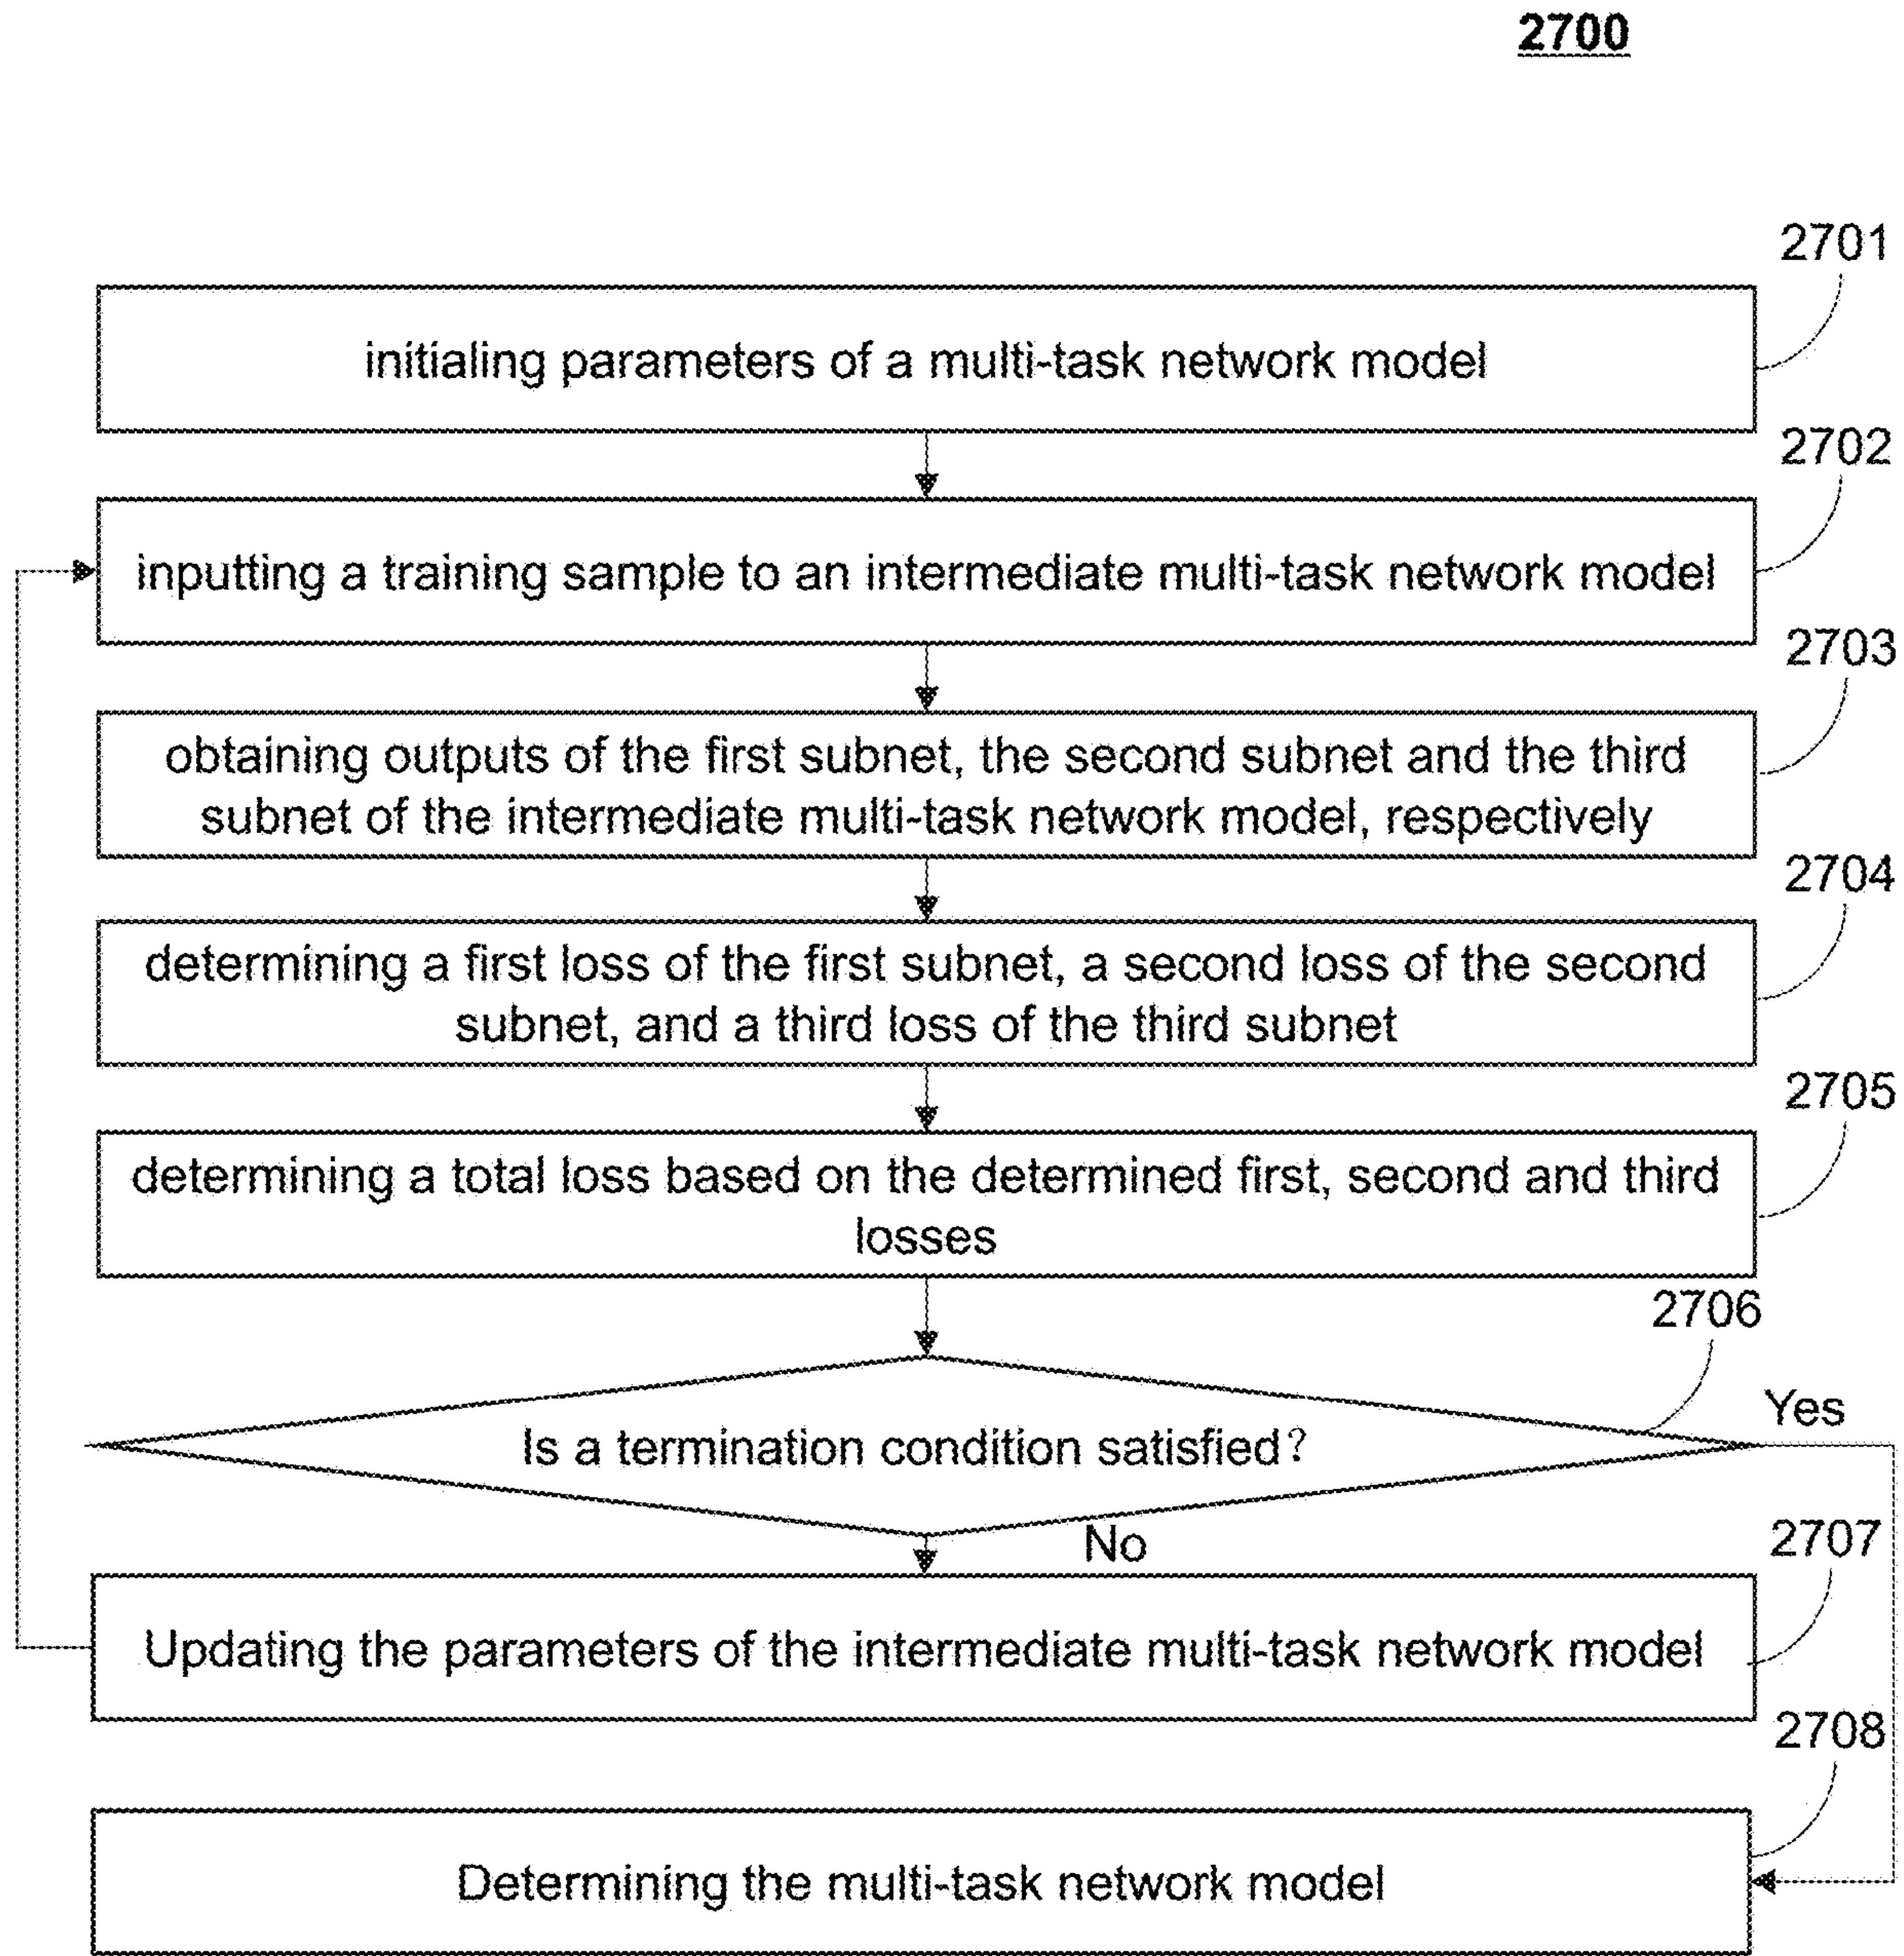 2700
2701
initialing parameters of a multi-task network model
2702
inputting a training sample to an intermediate multi-task network model
2703
obtaining outputs of the first subnet, the second subnet and the third
subnet of the intermediate multi-task network model, respectively
2704
determining a first loss of the first subnet, a second loss of the second
subnet, and a third loss of the third subnet
2705
determining a total loss based on the determined first, second and third
losses
2706
Yes
Is a termination condition satisfied?
No
2707
Updating the parameters of the intermediate multi-task network model
2708
Determining the multi-task network model